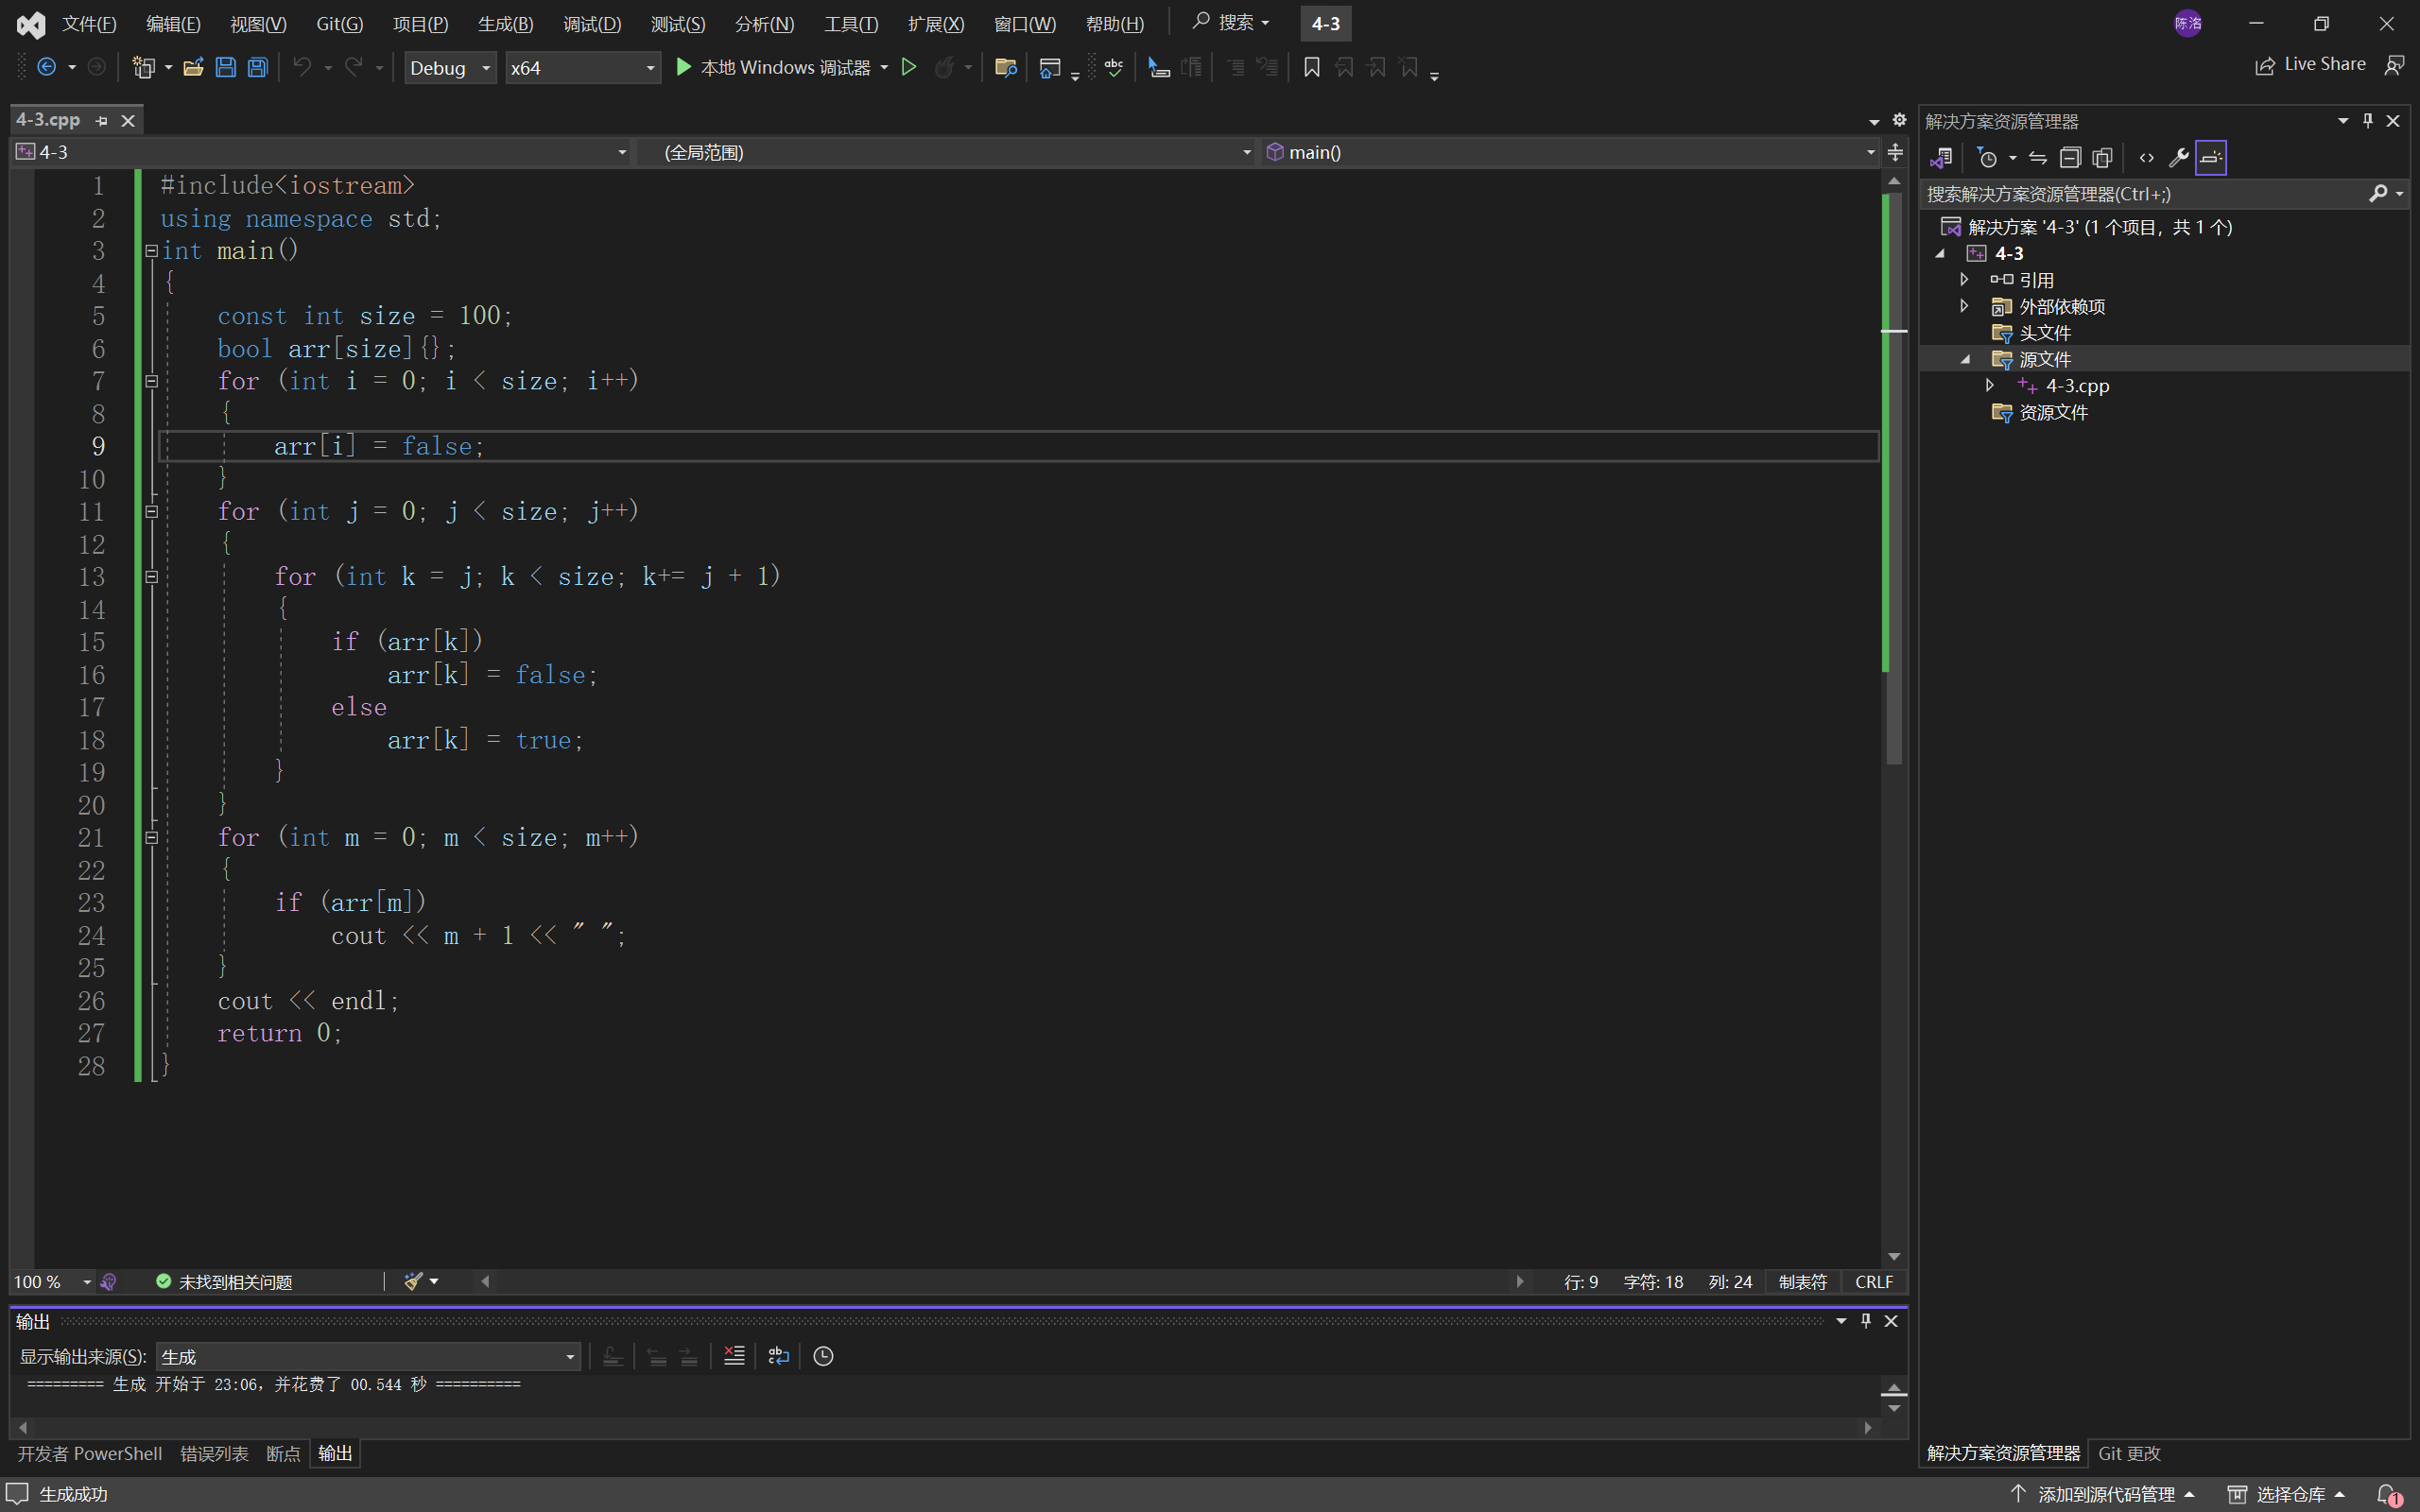 文件(F) 编辑(E) 视图(V) Git(G) 项目(P) 生成(B) 调试(D) 测试(S) 分析(N) 工具(T) 扩展(X) 窗口(W) 帮助(H) 搜索 4-3 陈洛
Debug x64 本地 Windows 调试器 Live Share
4-3.cpp
4-3 (全局范围) main()
1 #include<iostream>
2 using namespace std;
3 int main()
4 {
5 const int size = 100;
6 bool arr[size]{};
7 for (int i = 0; i < size; i++)
8 {
9 arr[i] = false;
10 }
11 for (int j = 0; j < size; j++)
12 {
13 for (int k = j; k < size; k+= j + 1)
14 {
15 if (arr[k])
16 arr[k] = false;
17 else
18 arr[k] = true;
19 }
20 }
21 for (int m = 0; m < size; m++)
22 {
23 if (arr[m])
24 cout << m + 1 << " ";
25 }
26 cout << endl;
27 return 0;
28 }
100 % 未找到相关问题 行: 9 字符: 18 列: 24 制表符 CRLF
输出
显示输出来源(S): 生成
========= 生成 开始于 23:06，并花费了 00.544 秒 ==========
开发者 PowerShell 错误列表 断点 输出
解决方案资源管理器
搜索解决方案资源管理器(Ctrl+;)
解决方案 '4-3' (1 个项目，共 1 个)
4-3
引用
外部依赖项
头文件
源文件
4-3.cpp
资源文件
解决方案资源管理器 Git 更改
生成成功 添加到源代码管理 选择仓库 1